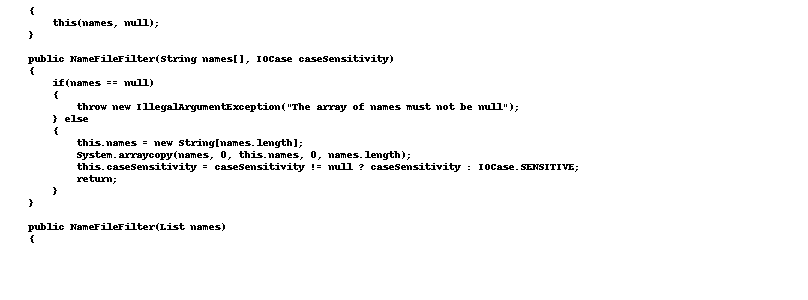 {
this(names, null);
}
public NameFileFilter(String names[], IOCase caseSensitivity)
{
if(names == null)
{
throw new IllegalArgumentException("The array of names must not be null");
} else
{
this.names = new String[names.length];
System.arraycopy(names, 0, this.names, 0, names.length);
this.caseSensitivity = caseSensitivity != null ? caseSensitivity : IOCase.SENSITIVE;
return;
}
}
public NameFileFilter(List names)
{